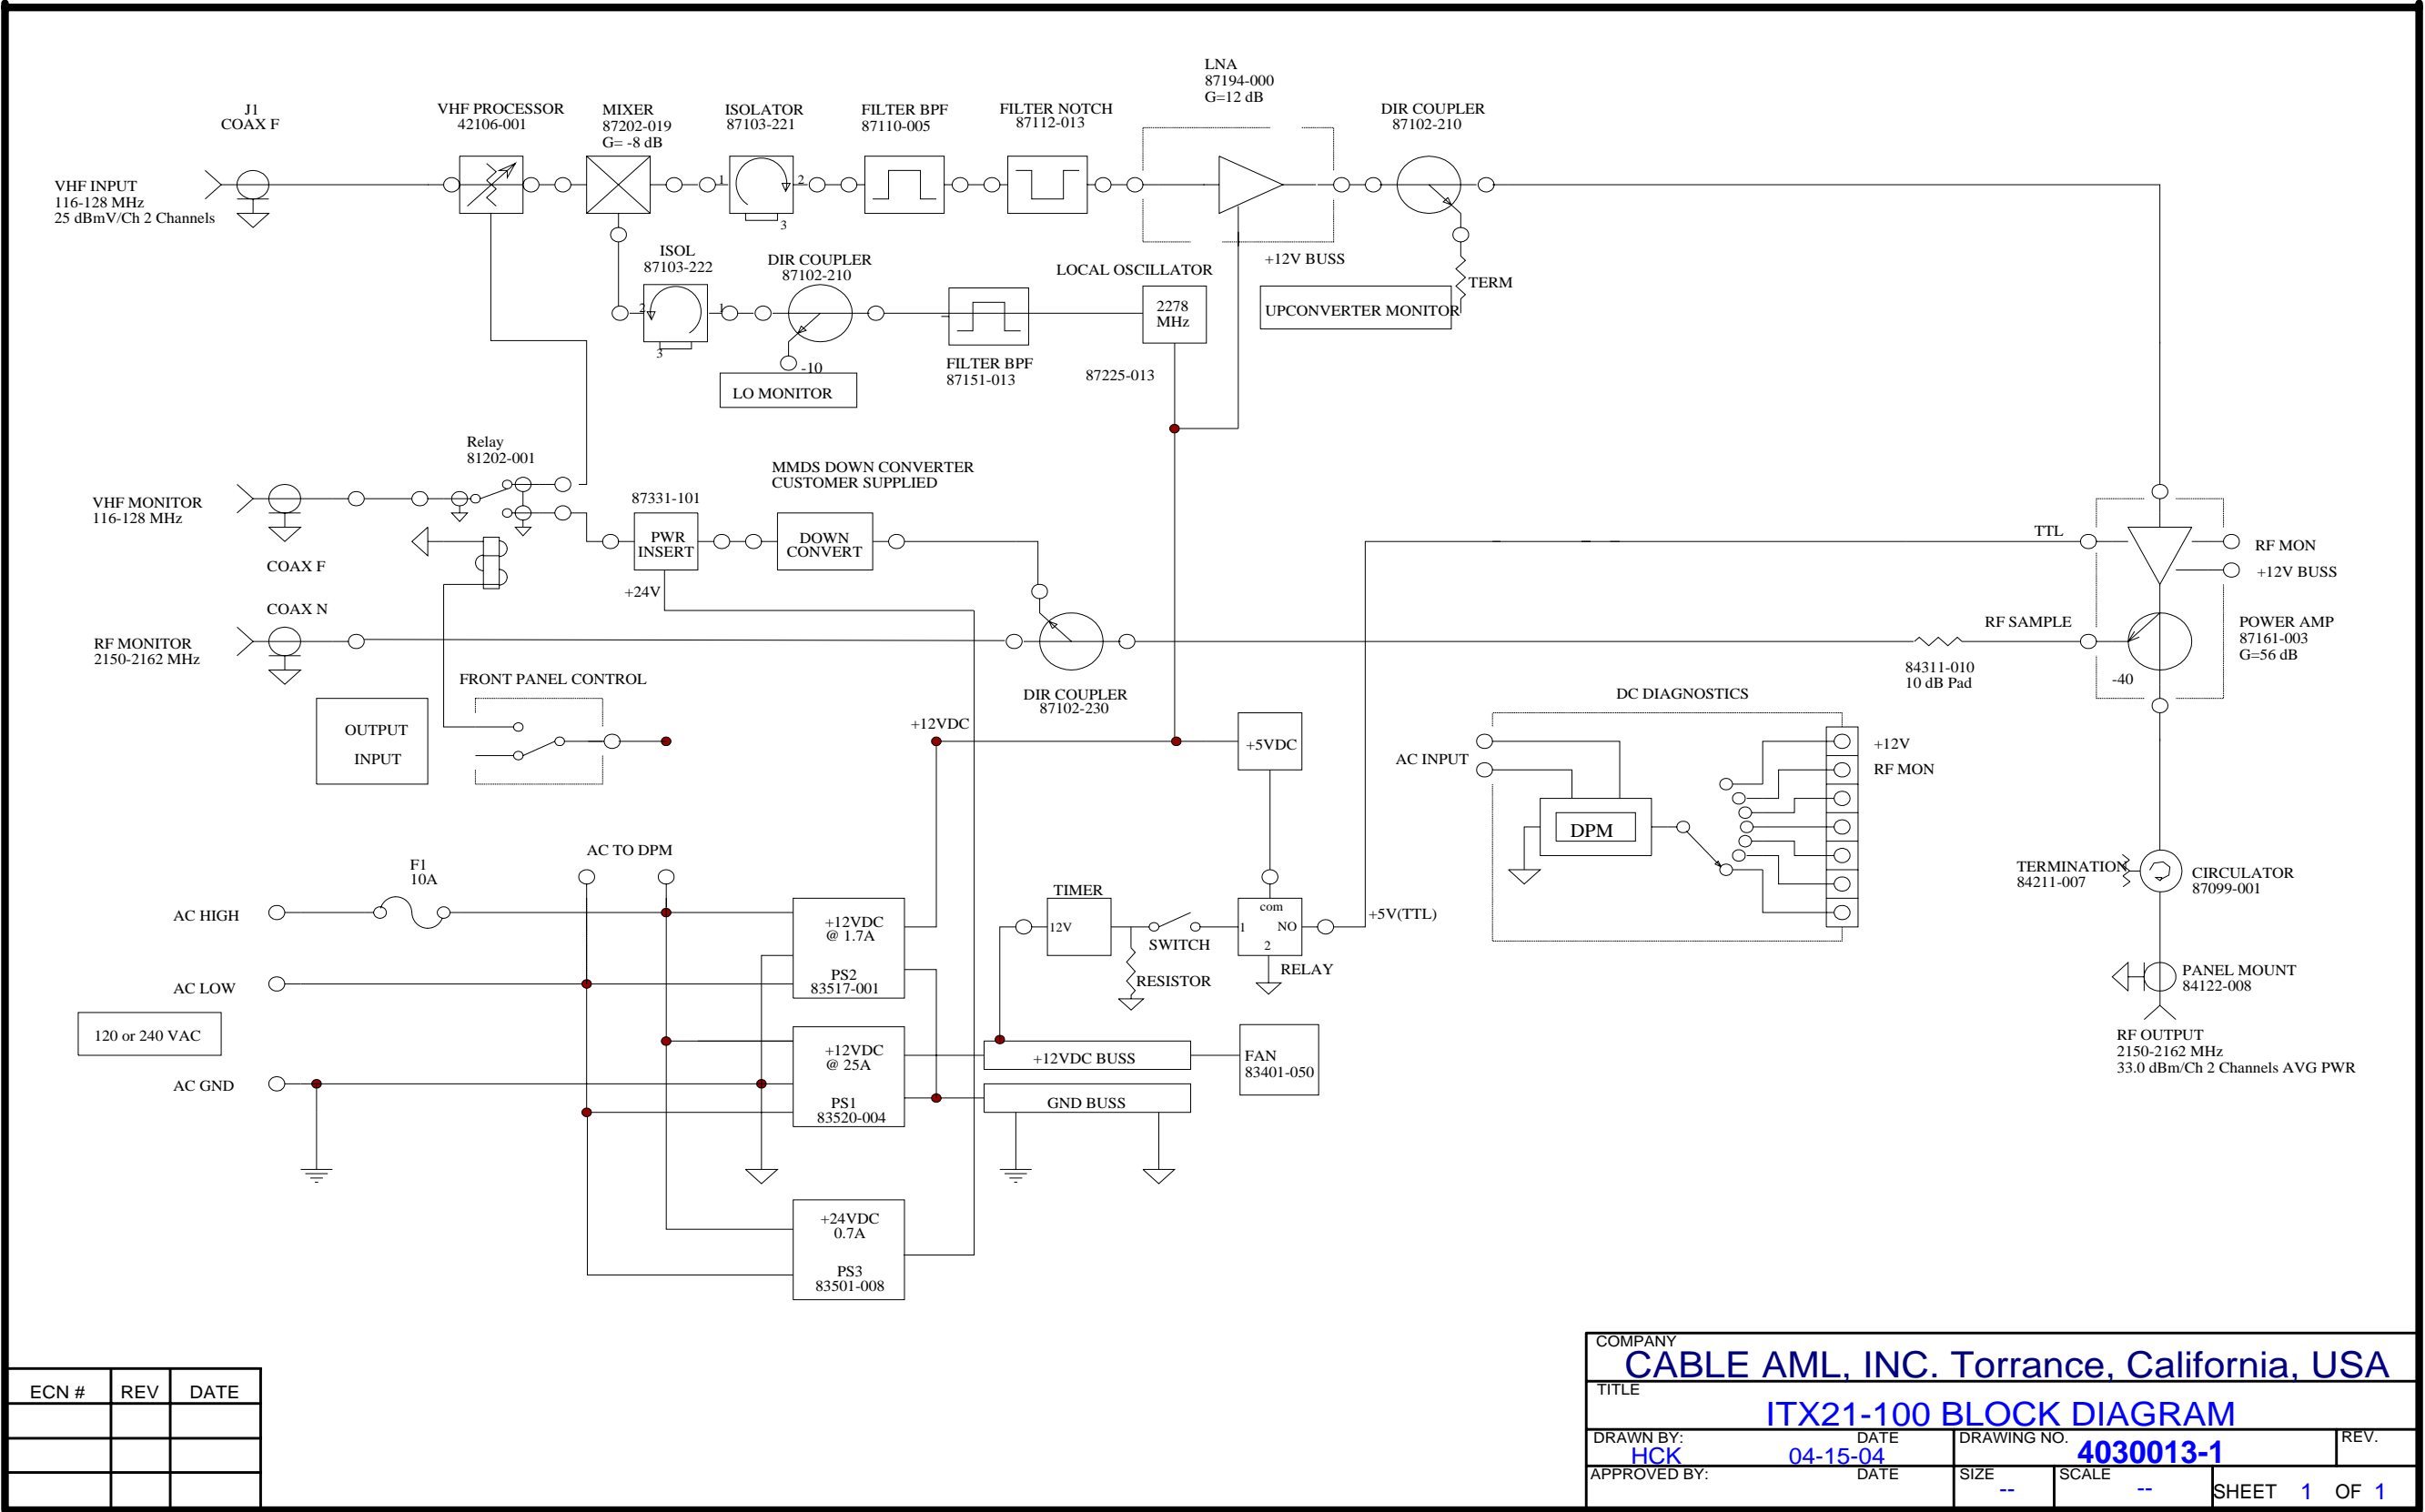 LNA
87194-000
G=12 dB
J1
COAX F
VHF PROCESSOR
42106-001
MIXER
87202-019
G= -8 dB
ISOLATOR
87103-221
FILTER BPF
87110-005
FILTER NOTCH
87112-013
DIR COUPLER
87102-210
VHF INPUT
116-128 MHz
25 dBmV/Ch 2 Channels
1
2
3
ISOL
87103-222
DIR COUPLER
87102-210
LOCAL OSCILLATOR
+12V BUSS
TERM
2
1
3
2278
MHz
UPCONVERTER MONITOR
-10
LO MONITOR
FILTER BPF
87151-013
87225-013
Relay
81202-001
MMDS DOWN CONVERTER
CUSTOMER SUPPLIED
VHF MONITOR
116-128 MHz
87331-101
PWR
INSERT
DOWN
CONVERT
TTL
RF MON
+12V BUSS
COAX F
+24V
COAX N
RF MONITOR
2150-2162 MHz
RF SAMPLE
POWER AMP
87161-003
G=56 dB
84311-010
10 dB Pad
-40
FRONT PANEL CONTROL
DIR COUPLER
87102-230
DC DIAGNOSTICS
OUTPUT
INPUT
+12VDC
+5VDC
AC INPUT
+12V
RF MON
DPM
AC TO DPM
F1
10A
TERMINATION
84211-007
CIRCULATOR
87099-001
AC HIGH
+12VDC
@ 1.7A
PS2
83517-001
TIMER
12V
SWITCH
RESISTOR
com
1
NO
2
RELAY
+5V(TTL)
AC LOW
PANEL MOUNT
84122-008
120 or 240 VAC
+12VDC
@ 25A
PS1
83520-004
+12VDC BUSS
FAN
83401-050
RF OUTPUT
2150-2162 MHz
33.0 dBm/Ch 2 Channels AVG PWR
AC GND
GND BUSS
+24VDC
0.7A
PS3
83501-008
COMPANY
CABLE AML, INC. Torrance, California, USA
TITLE
ITX21-100 BLOCK DIAGRAM
DRAWN BY:
HCK
DATE
04-15-04
DRAWING NO.
4030013-1
REV.
APPROVED BY:
DATE
SIZE
--
SCALE
--
SHEET 1 OF 1
ECN # REV DATE